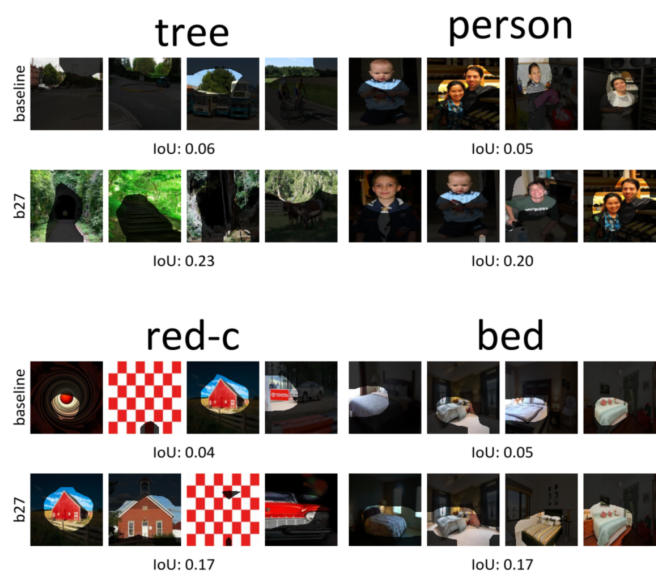 tree
person
baseline
IoU: 0.06
IoU: 0.05
b27
IoU: 0.23
IoU: 0.20
red-c
bed
baseline
IoU: 0.04
IoU: 0.05
b27
IoU: 0.17
IoU: 0.17